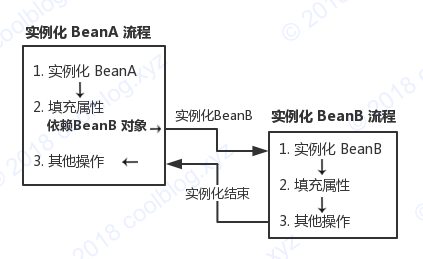 实例化 BeanA 流程
1. 实例化 BeanA
2. 填充属性
依赖BeanB 对象
3. 其他操作
实例化BeanB
实例化结束
实例化 BeanB 流程
1. 实例化 BeanB
2. 填充属性
3. 其他操作
© 2018 coolblog.xyz